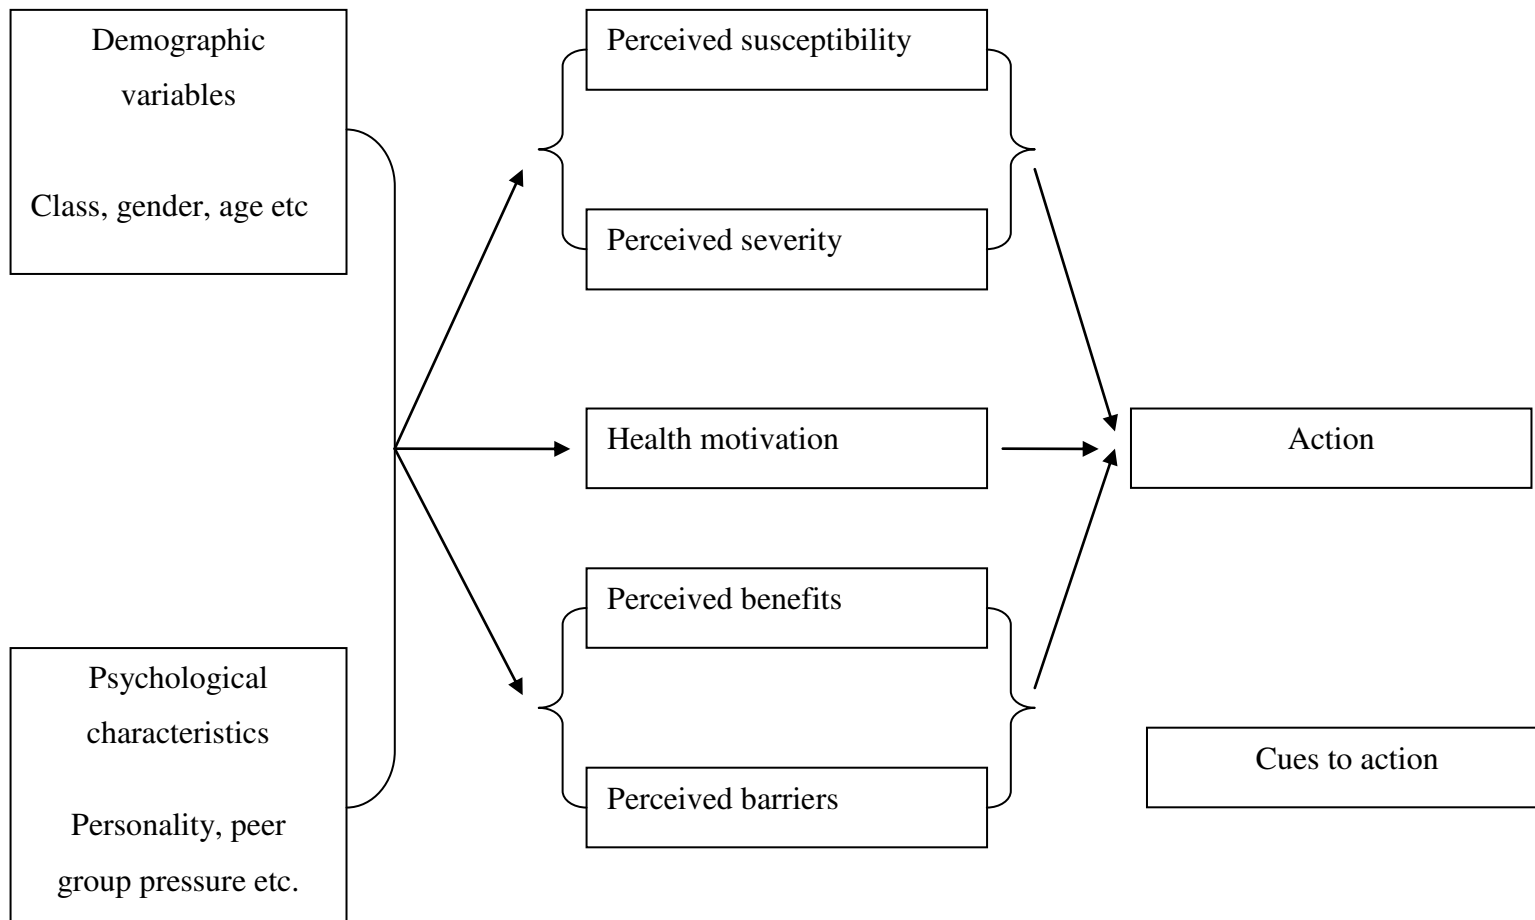 Demographic
variables
Class, gender, age etc
Psychological
characteristics
Personality, peer
group pressure etc.
Perceived susceptibility
Perceived severity
Health motivation
Perceived benefits
Perceived barriers
Action
Cues to action